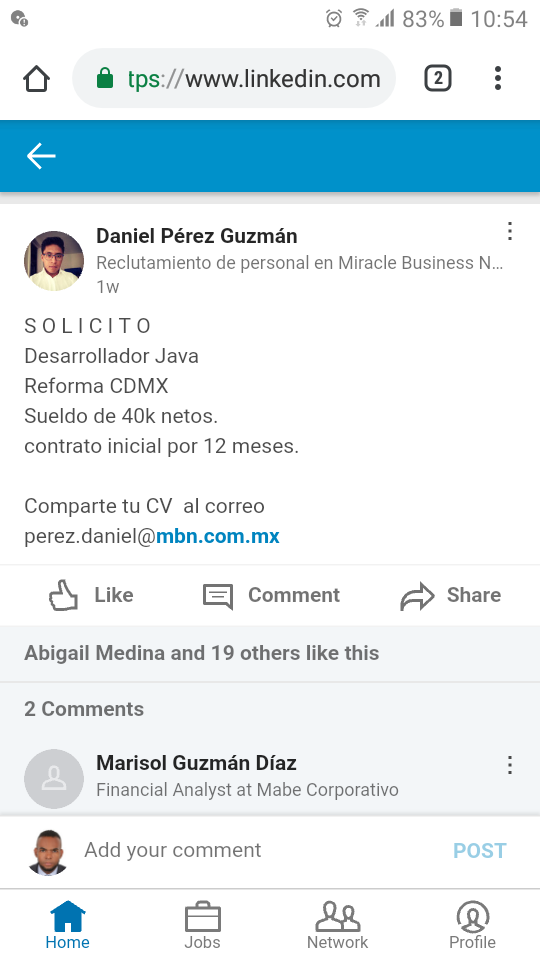 83% 10:54
tps://www.linkedin.com
2
Daniel Pérez Guzmán
Reclutamiento de personal en Miracle Business N...
1w
S O L I C I T O
Desarrollador Java
Reforma CDMX
Sueldo de 40k netos.
contrato inicial por 12 meses.
Comparte tu CV  al correo
perez.daniel@mbn.com.mx
Like Comment Share
Abigail Medina and 19 others like this
2 Comments
Marisol Guzmán Díaz
Financial Analyst at Mabe Corporativo
Add your comment POST
Home Jobs Network Profile